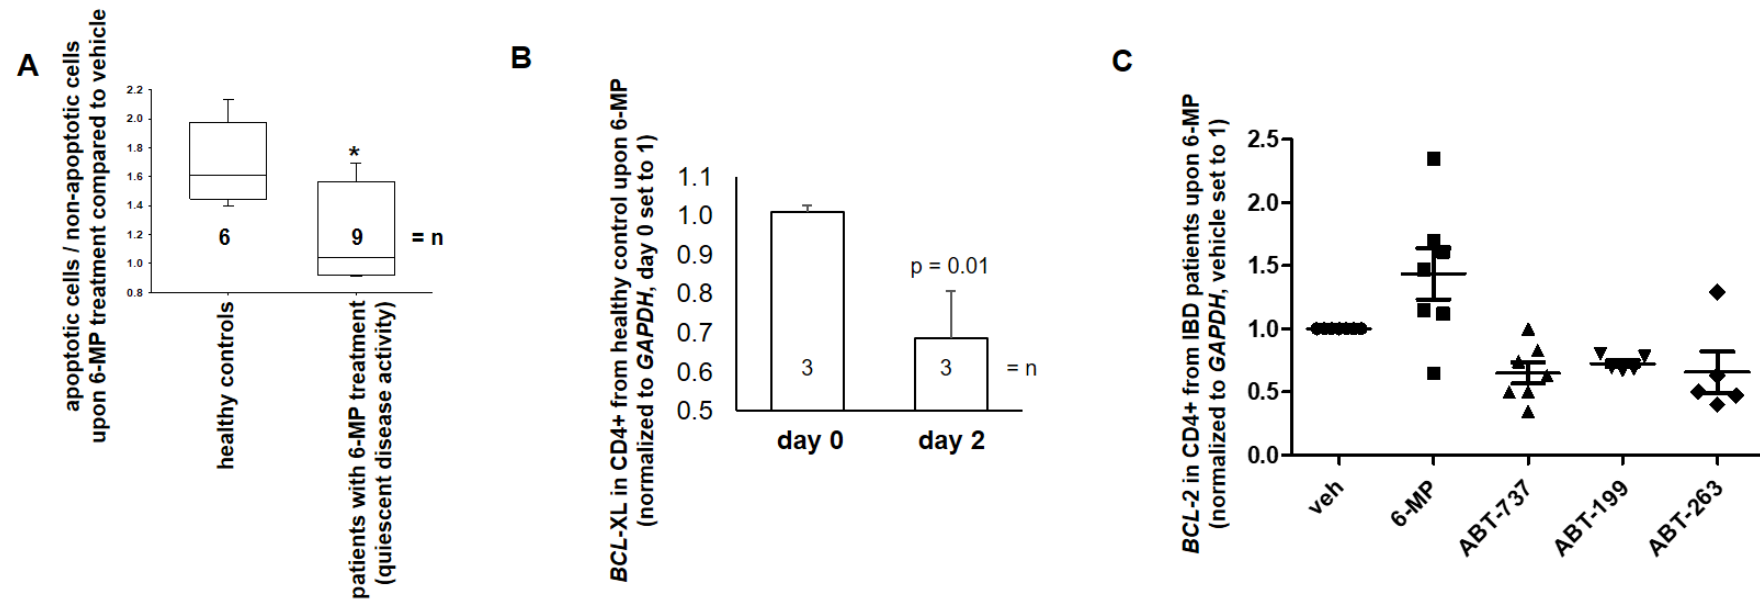 A
apoptotic cells / non-apoptotic cells
upon 6-MP treatment compared to vehicle
2.2
2.0
1.8
1.6
1.4
1.2
1.0
0.8
*
6
9
= n
healthy controls
patients with 6-MP treatment
(quiescent disease activity)
B
BCL-XL in CD4+ from healthy control upon 6-MP
(normalized to GAPDH, day 0 set to 1)
1.1
1.0
0.9
0.8
0.7
0.6
0.5
p = 0.01
3
3
= n
day 0
day 2
C
BCL-2 in CD4+ from IBD patients upon 6-MP
(normalized to GAPDH, vehicle set to 1)
2.5
2.0
1.5
1.0
0.5
0.0
veh
6-MP
ABT-737
ABT-199
ABT-263